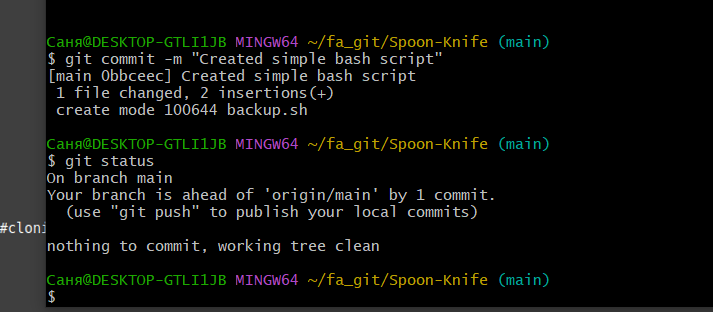 Саня@DESKTOP-GTLI1JB MINGW64 ~/fa_git/Spoon-Knife (main)
$ git commit -m "Created simple bash script"
[main 0bbceec] Created simple bash script
 1 file changed, 2 insertions(+)
 create mode 100644 backup.sh
Саня@DESKTOP-GTLI1JB MINGW64 ~/fa_git/Spoon-Knife (main)
$ git status
On branch main
Your branch is ahead of 'origin/main' by 1 commit.
  (use "git push" to publish your local commits)
#cloni
nothing to commit, working tree clean
Саня@DESKTOP-GTLI1JB MINGW64 ~/fa_git/Spoon-Knife (main)
$